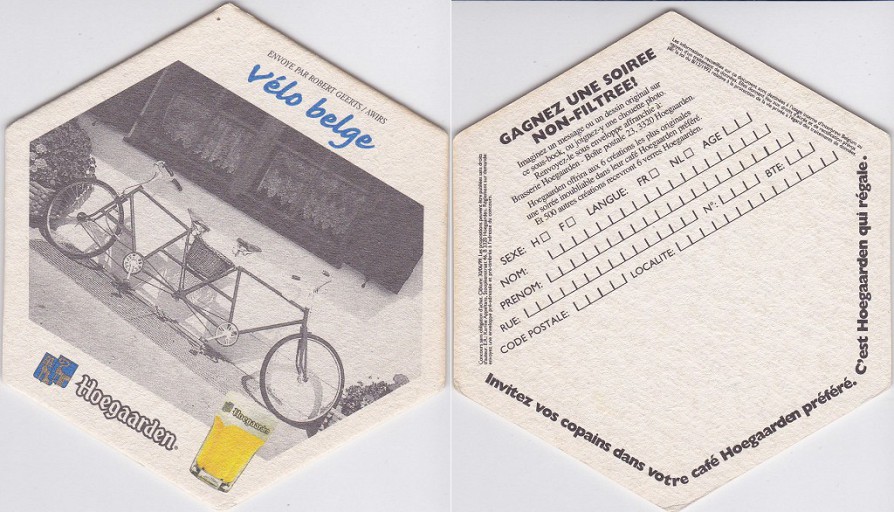 ENVOYE PAR ROBERT GEERTS / AWIRS
Vélo belge
Hoegaarden
Hoegaarden
GAGNEZ UNE SOIREE
NON-FILTREE!
Imaginez un message ou un dessin original sur
ce sous-bock, ou joignez-y une chouette photo.
Renvoyez-le sous enveloppe affranchie à:
Brasserie Hoegaarden - Boîte postale 23, 3320 Hoegaarden.
Hoegaarden offrira aux 6 créations les plus originales
une soirée inoubliable dans leur café Hoegaarden préféré.
Et 500 autres créations recevront 6 verres Hoegaarden.
SEXE: H F LANGUE: FR NL AGE
NOM:
PRENOM:
RUE: N°: BTE:
CODE POSTALE: LOCALITE:
Invitez vos copains dans votre café Hoegaarden préféré. C'est Hoegaarden qui régale.